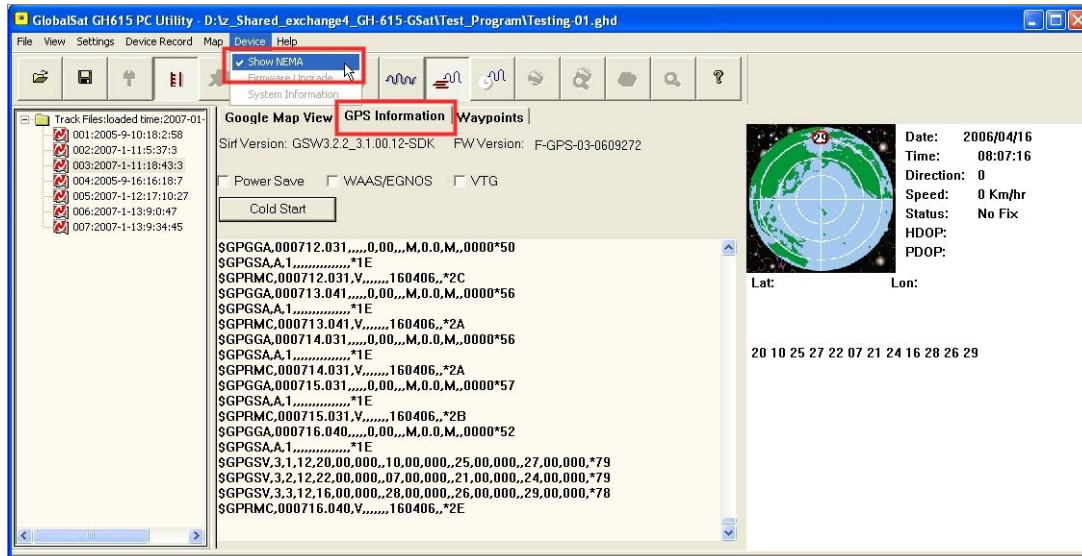 GlobalSat GH615 PC Utility - D:\z_Shared_exchange4_GH-615-GSat\Test_Program\Testing-01.ghd
File View Settings Device Record Map Device Help
Show NEMA
Firmware Upgrade
System Information
Track Files:loaded time:2007-01-
001:2005-9-10:18:2:58
002:2007-1-11:5:37:3
003:2007-1-11:18:43:3
004:2005-9-16:16:18:7
005:2007-1-12:17:10:27
006:2007-1-13:9:0:47
007:2007-1-13:9:34:45
Google Map View GPS Information Waypoints
Sirf Version: GSW3.2.2_3.1.00.12-SDK FW Version: F-GPS-03-0609272
Power Save WAAS/EGNOS VTG
Cold Start
$GPGGA,000712.031,,,,,0,00,,,M,0.0,M,,0000*50
$GPGSA,A,1,,,,,,,,,,,,,,,*1E
$GPRMC,000712.031,V,,,,,,,160406,,*2C
$GPGGA,000713.041,,,,,0,00,,,M,0.0,M,,0000*56
$GPGSA,A,1,,,,,,,,,,,,,,,*1E
$GPRMC,000713.041,V,,,,,,,160406,,*2A
$GPGGA,000714.031,,,,,0,00,,,M,0.0,M,,0000*56
$GPGSA,A,1,,,,,,,,,,,,,,,*1E
$GPRMC,000714.031,V,,,,,,,160406,,*2A
$GPGGA,000715.031,,,,,0,00,,,M,0.0,M,,0000*57
$GPGSA,A,1,,,,,,,,,,,,,,,*1E
$GPRMC,000715.031,V,,,,,,,160406,,*2B
$GPGGA,000716.040,,,,,0,00,,,M,0.0,M,,0000*52
$GPGSA,A,1,,,,,,,,,,,,,,,*1E
$GPGSV,3,1,12,20,00,000,,10,00,000,,25,00,000,,27,00,000,*79
$GPGSV,3,2,12,22,00,000,,07,00,000,,21,00,000,,24,00,000,*79
$GPGSV,3,3,12,16,00,000,,28,00,000,,26,00,000,,29,00,000,*78
$GPRMC,000716.040,V,,,,,,,160406,,*2E
29
Date: 2006/04/16
Time: 08:07:16
Direction: 0
Speed: 0 Km/hr
Status: No Fix
HDOP:
PDOP:
Lat: Lon:
20 10 25 27 22 07 21 24 16 28 26 29